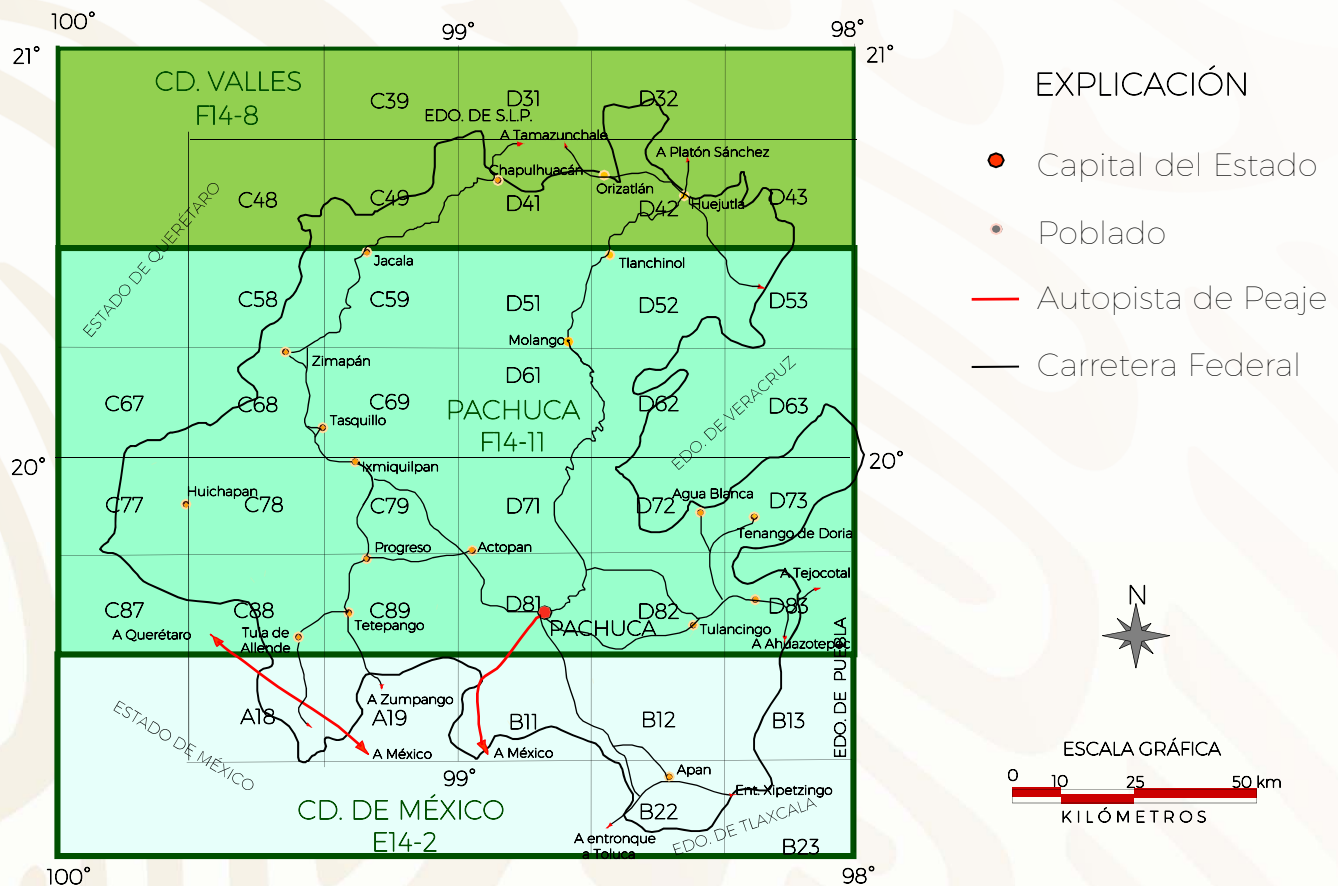 100°
99°
98°
21°
21°
CD. VALLES
F14-8
C39
D31
D32
EDO. DE S.L.P.
A Tamazunchale
A Platón Sánchez
Chapulhuacán
Orizatlán
Huejutla
C48
C49
D41
D42
D43
ESTADO DE QUERÉTARO
Jacala
Tlanchinol
C58
C59
D51
D52
D53
Molango
Zimapán
D61
C67
C68
C69
PACHUCA
F14-11
D62
D63
EDO. DE VERACRUZ
Tasquillo
20°
20°
Ixmiquilpan
Huichapan
Agua Blanca
C77
C78
C79
D71
D72
D73
Tenango de Doria
Progreso
Actopan
A Tejocotal
C87
C88
C89
D81
D82
D83
A Querétaro
Tula de
Allende
Tetepango
PACHUCA
Tulancingo
A Ahuazotepec
EDO. DE PUEBLA
A Zumpango
ESTADO DE MÉXICO
A18
A19
B11
B12
B13
A México
A México
99°
Apan
Ent. Xipetzingo
CD. DE MÉXICO
E14-2
B22
A entronque
a Toluca
EDO. DE TLAXCALA
B23
100°
98°
EXPLICACIÓN
Capital del Estado
Poblado
Autopista de Peaje
Carretera Federal
N
ESCALA GRÁFICA
0 10 25 50 km
KILÓMETROS